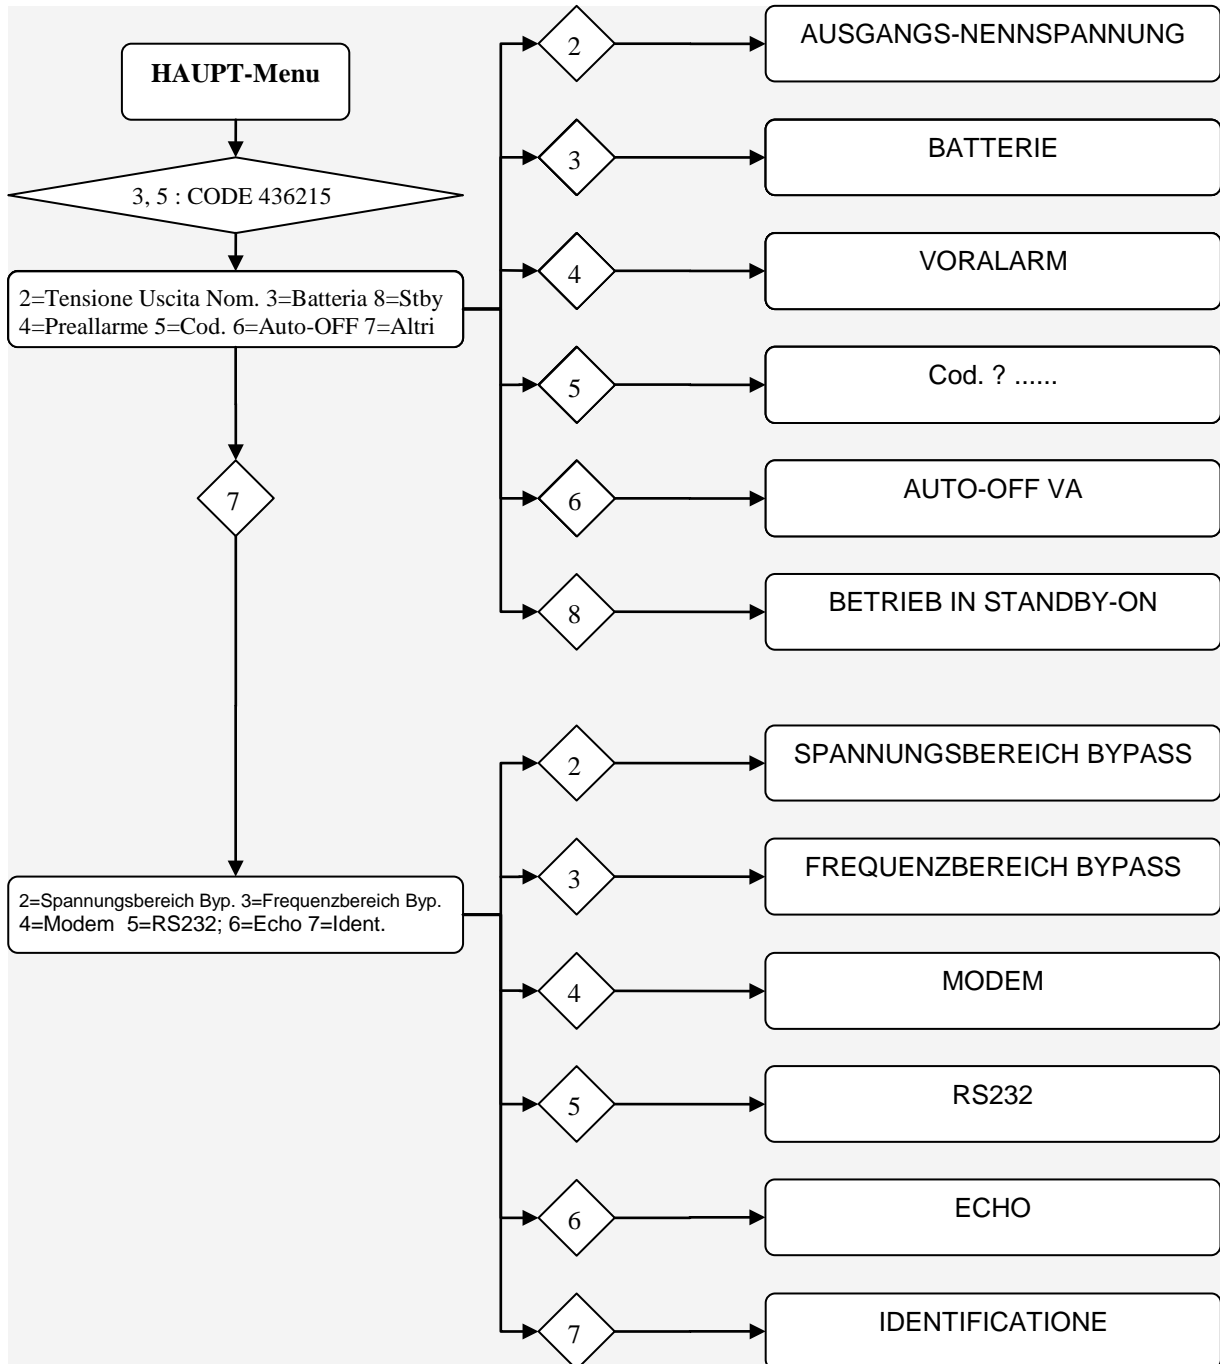 HAUPT-Menu
3, 5 : CODE 436215
2=Tensione Uscita Nom. 3=Batteria 8=Stby
4=Preallarme 5=Cod. 6=Auto-OFF 7=Altri
2
AUSGANGS-NENNSPANNUNG
3
BATTERIE
4
VORALARM
5
Cod. ? ......
6
AUTO-OFF VA
8
BETRIEB IN STANDBY-ON
7
2=Spannungsbereich Byp. 3=Frequenzbereich Byp.
4=Modem 5=RS232; 6=Echo 7=Ident.
2
SPANNUNGSBEREICH BYPASS
3
FREQUENZBEREICH BYPASS
4
MODEM
5
RS232
6
ECHO
7
IDENTIFICATIONE